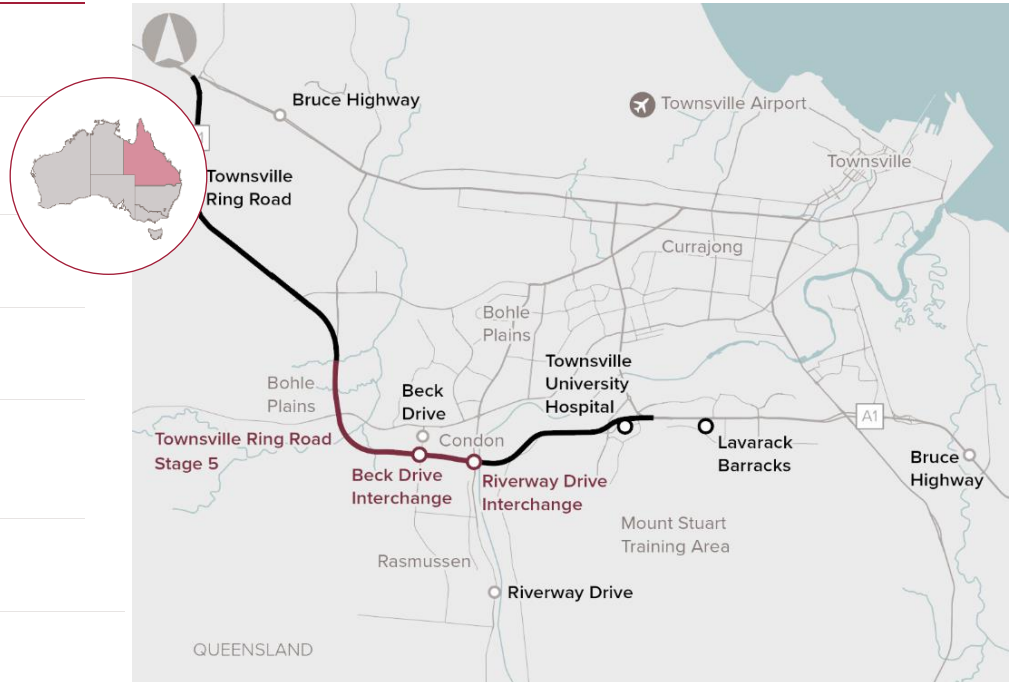 Bruce Highway
Townsville Airport
Townsville
1
Townsville
Ring Road
Currajong
Bohle
Plains
Townsville
University
Hospital
Bohle
Plains
Beck
Drive
A1
Townsville Ring Road
Stage 5
Condon
Lavarack
Barracks
Bruce
Highway
Beck Drive
Interchange
Riverway Drive
Interchange
Mount Stuart
Training Area
Rasmussen
Riverway Drive
QUEENSLAND